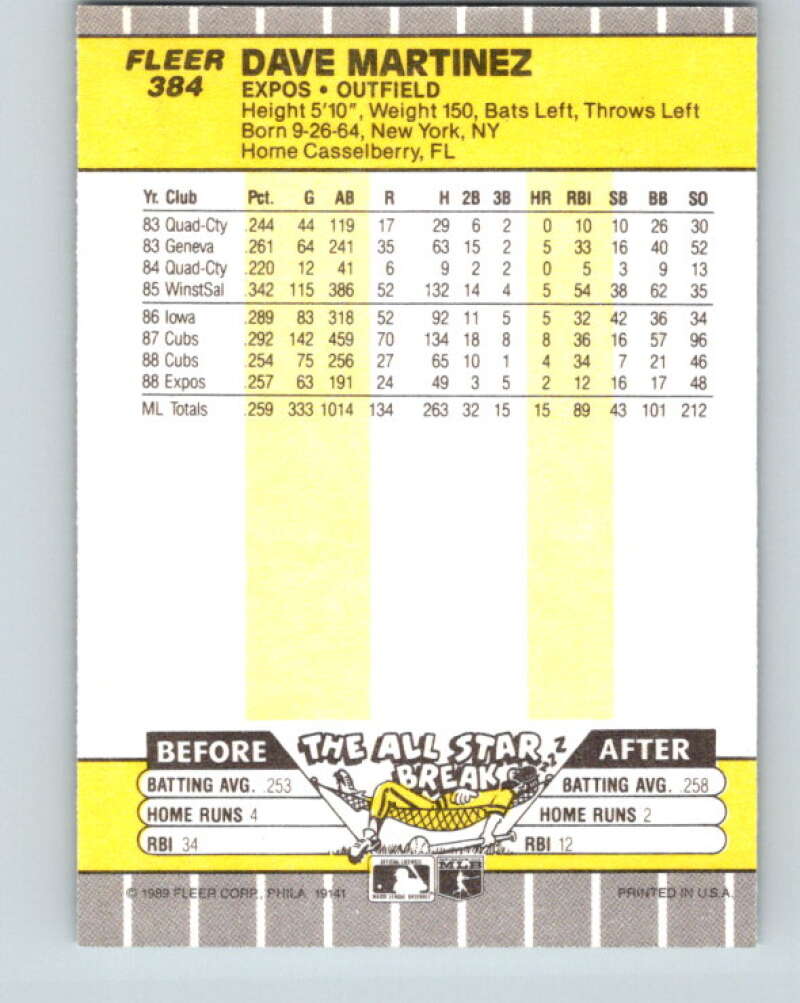 FLEER
384
DAVE MARTINEZ
EXPOS • OUTFIELD
Height 5'10", Weight 150, Bats Left, Throws Left
Born 9-26-64, New York, NY
Home Casselberry, FL
Yr. Club Pct. G AB R H 2B 3B HR RBI SB BB SO
83 Quad-Cty .244 44 119 17 29 6 2 0 10 10 26 30
83 Geneva .261 64 241 35 63 15 2 5 33 16 40 52
84 Quad-Cty .220 12 41 6 9 2 2 0 5 3 9 13
85 WinstSal .342 115 386 52 132 14 4 5 54 38 62 35
86 Iowa .289 83 318 52 92 11 5 5 32 42 36 34
87 Cubs .292 142 459 70 134 18 8 8 36 16 57 96
88 Cubs .254 75 256 27 65 10 1 4 34 7 21 46
88 Expos .257 63 191 24 49 3 5 2 12 16 17 48
ML Totals .259 333 1014 134 263 32 15 15 89 43 101 212
BEFORE
THE ALL STAR
BREAK
z z Z
AFTER
BATTING AVG. .253
HOME RUNS 4
RBI 34
BATTING AVG. .258
HOME RUNS 2
RBI 12
© 1989 FLEER CORP., PHILA. 19141
MAJOR LEAGUE BASEBALL
MLB
PRINTED IN U.S.A.